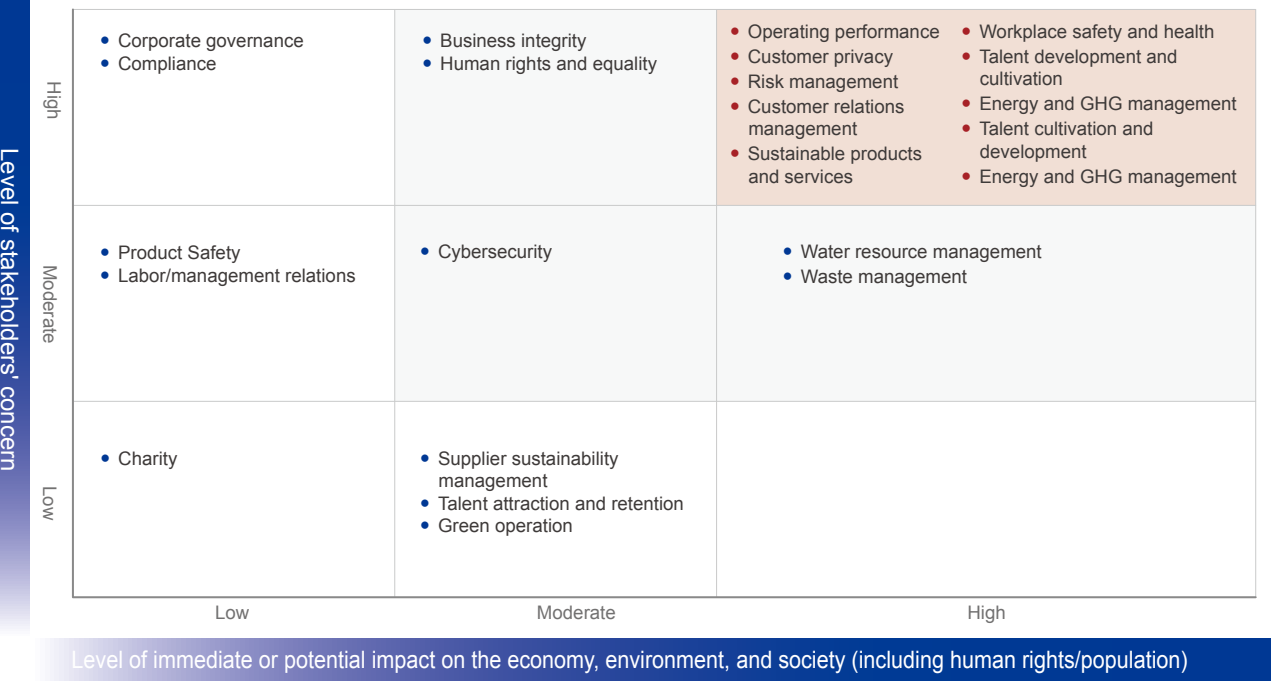 Level of stakeholders' concern
High
Corporate governance
Compliance
Business integrity
Human rights and equality
Operating performance
Customer privacy
Risk management
Customer relations
management
Sustainable products
and services
Workplace safety and health
Talent development and
cultivation
Energy and GHG management
Talent cultivation and
development
Energy and GHG management
Moderate
Product Safety
Labor/management relations
Cybersecurity
Water resource management
Waste management
Low
Charity
Supplier sustainability
management
Talent attraction and retention
Green operation
Low
Moderate
High
Level of immediate or potential impact on the economy, environment, and society (including human rights/population)